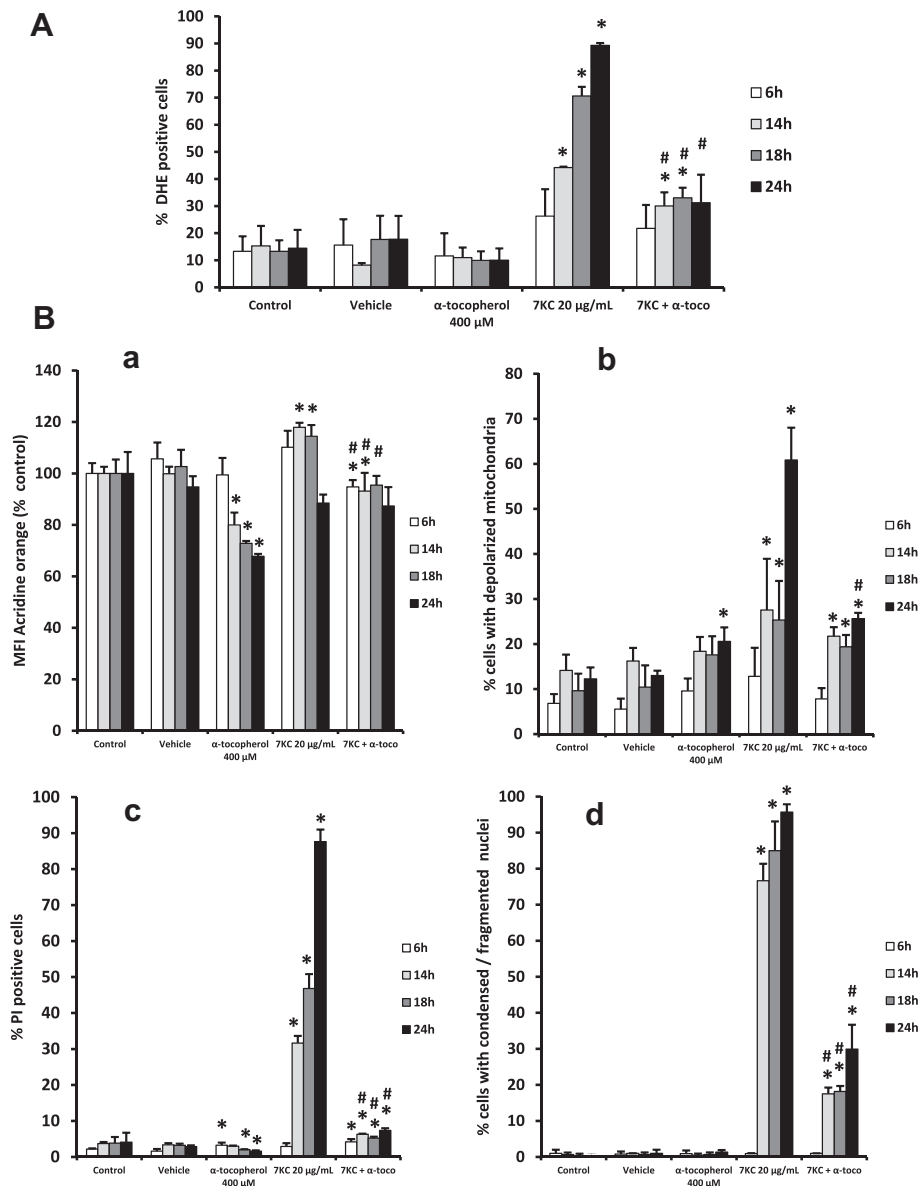 A
% DHE positive cells
100
90
80
70
60
50
40
30
20
10
0
*
*
*
# # #
* *
6h
14h
18h
24h
Control Vehicle α-tocopherol 400 µM 7KC 20 µg/mL 7KC + α-toco
B
a
MFI Acridine orange (% control)
140
120
100
80
60
40
20
0
* * *
* *
# # #
* *
6h
14h
18h
24h
Control Vehicle α-tocopherol 400 µM 7KC 20 µg/mL 7KC + α-toco
b
% cells with depolarized mitochondria
80
70
60
50
40
30
20
10
0
*
* * *
#
* * *
6h
14h
18h
24h
Control Vehicle α-tocopherol 400 µM 7KC 20 µg/mL 7KC + α-toco
c
% PI positive cells
100
90
80
70
60
50
40
30
20
10
0
* * *
* * *
# # #
* * * *
6h
14h
18h
24h
Control Vehicle α-tocopherol 400 µM 7KC 20 µg/mL 7KC + α-toco
d
% cells with condensed / fragmented nuclei
100
90
80
70
60
50
40
30
20
10
0
* * *
# # #
* * *
6h
14h
18h
24h
Control Vehicle α-tocopherol 400 µM 7KC 20 µg/mL 7KC + α-toco